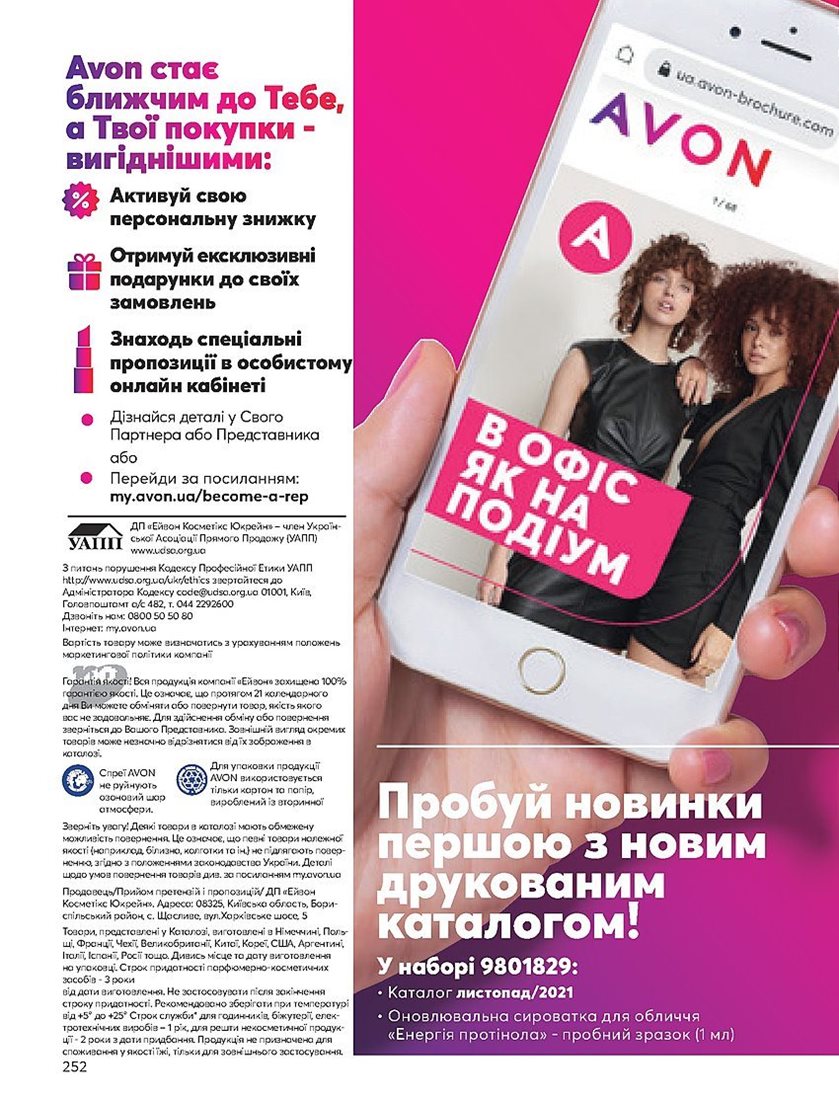 Avon стає
ближчим до Тебе,
а Твої покупки -
вигіднішими:
%
Активуй свою
персональну знижку
Отримуй ексклюзивні
подарунки до своїх
замовлень
Знаходь спеціальні
пропозиції в особистому
онлайн кабінеті
Дізнайся деталі у Свого
Партнера або Представника
або
Перейди за посиланням:
my.avon.ua/become-a-rep
УАПП
ДП «Ейвон Косметікс Юкрейн» – член Україн-
ської Асоціації Прямого Продажу (УАПП)
www.udsa.org.ua
З питань порушення Кодексу Професійної Етики УАПП
http://www.udsa.org.ua/ukr/ethics звертайтеся до
Адміністратора Кодексу code@udsa.org.ua 01001, Київ,
Головпоштамт а/с 482, т. 044 2292600
Дзвоніть нам: 0800 50 50 80
Інтернет: my.avon.ua
Вартість товару може визначатись з урахуванням положень
маркетингової політики компанії
Гарантія якості! Вся продукція компанії «Ейвон» захищена 100%
гарантією якості. Це означає, що протягом 21 календарного
дня Ви можете обміняти або повернути товар, якість якого
вас не задовольняє. Для здійснення обміну або повернення
зверніться до Вашого Представника. Зовнішній вигляд окремих
товарів може незначно відрізнятися від їх зображення в
каталозі.
Спреї AVON
не руйнують
озоновий шар
атмосфери.
Для упаковки продукції
AVON використовується
тільки картон та папір,
вироблений із вторинної
Зверніть увагу! Деякі товари в каталозі мають обмежену
можливість повернення. Це означає, що певні товари належної
якості (наприклад, білизна, колготки та ін.) не підлягають повер-
ненню, згідно з положеннями законодавства України. Деталі
щодо умов повернення товарів див. за посиланням my.avon.ua
Продавець/Прийом претензій і пропозицій/ ДП «Ейвон
Косметікс Юкрейн». Адреса: 08325, Київська область, Бори-
спільський район, с. Щасливе, вул.Харківське шосе, 5
Товари, представлені у Каталозі, виготовлені в Німеччині, Поль-
щі, Франції, Чехії, Великобританії, Китаї, Кореї, США, Аргентині,
Італії, Іспанії, Росії тощо. Дивись місце та дату виготовлення
на упаковці. Строк придатності парфумерно-косметичних
засобів - 3 роки
від дати виготовлення. Не застосовувати після закінчення
строку придатності. Рекомендовано зберігати при температурі
від +5° до +25° Строк служби* для годинників, біжутерії, елек-
тротехнічних виробів – 1 рік, для решти некосметичної продук-
ції - 2 роки з дати придбання. Продукція не призначена для
споживання у якості їжі, тільки для зовнішнього застосування.
252
ua.avon-brochure.com
AVON
1 / 68
A
В ОФІС
ЯК НА
ПОДІУМ
Пробуй новинки
першою з новим
друкованим
каталогом!
У наборі 9801829:
• Каталог листопад/2021
• Оновлювальна сироватка для обличчя
«Енергія протінола» - пробний зразок (1 мл)